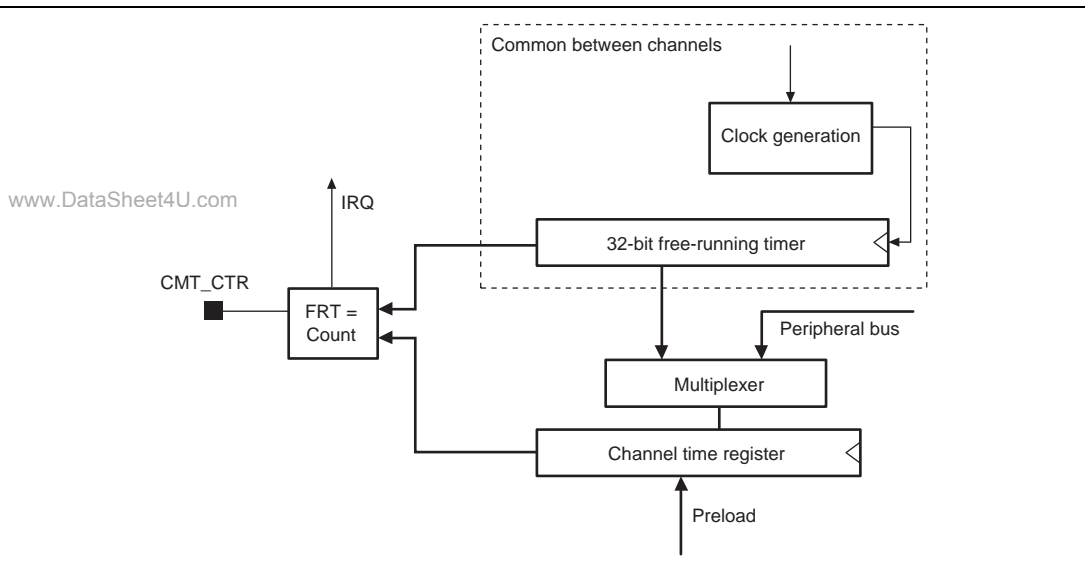 Common between channels
Clock generation
www.DataSheet4U.com
IRQ
32-bit free-running timer
CMT_CTR
FRT =
Count
Peripheral bus
Multiplexer
Channel time register
Preload